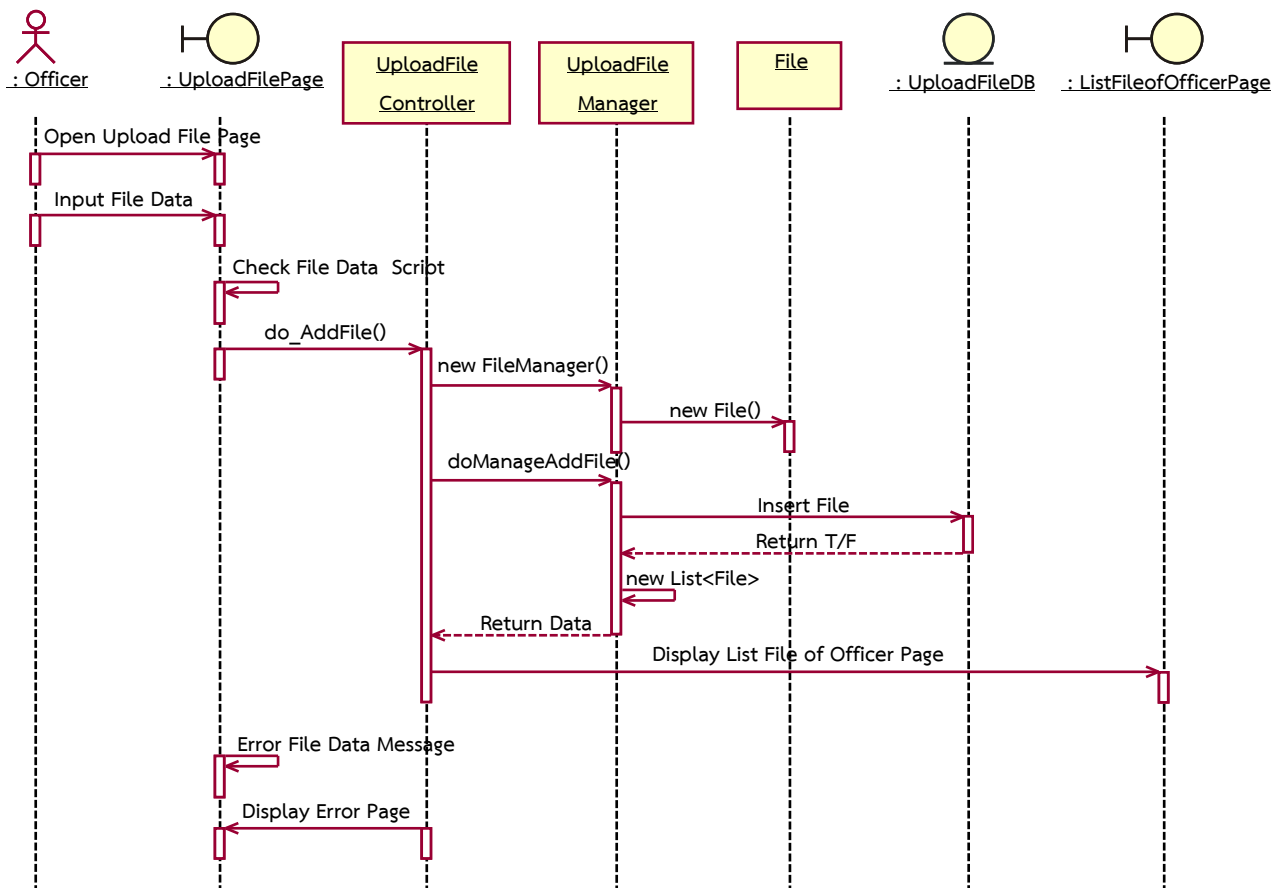 : Officer
: UploadFilePage
UploadFile
Controller
UploadFile
Manager
File
: UploadFileDB
: ListFileofOfficerPage
Open Upload File Page
Input File Data
Check File Data  Script
do_AddFile()
new FileManager()
new File()
doManageAddFile()
Insert File
Return T/F
new List<File>
Return Data
Display List File of Officer Page
Error File Data Message
Display Error Page